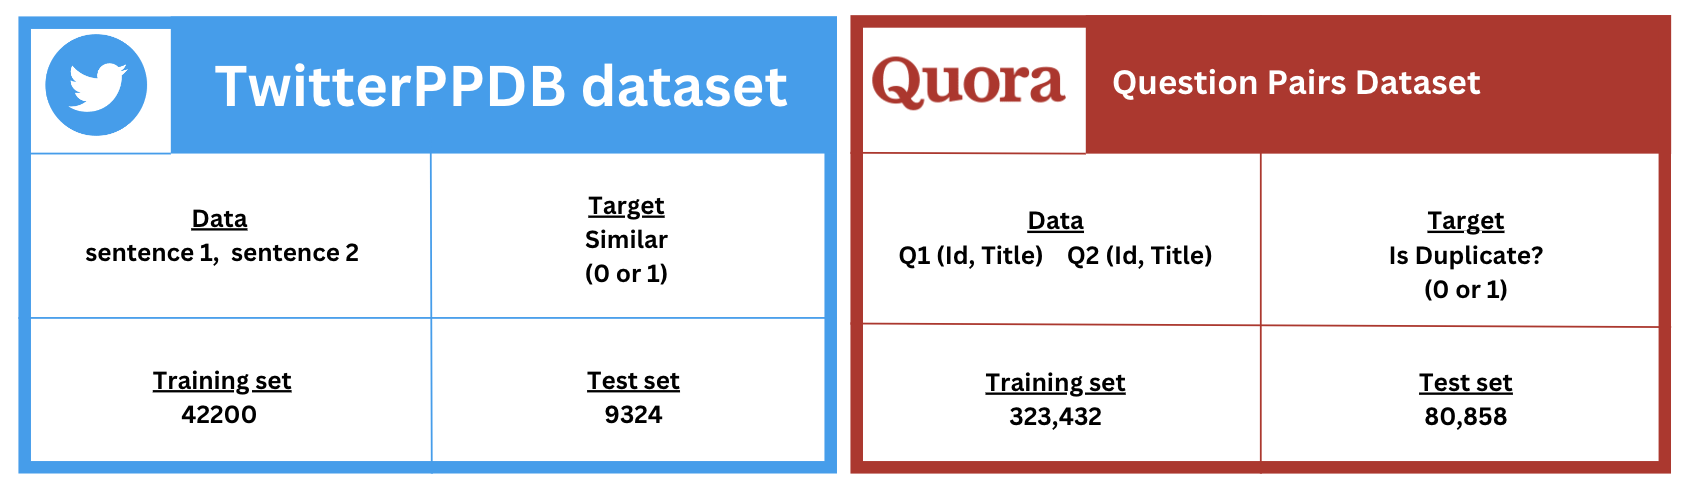 TwitterPPDB dataset
Data
sentence 1,  sentence 2
Target
Similar
(0 or 1)
Training set
42200
Test set
9324
Quora
Question Pairs Dataset
Data
Q1 (Id, Title)   Q2 (Id, Title)
Target
Is Duplicate?
(0 or 1)
Training set
323,432
Test set
80,858